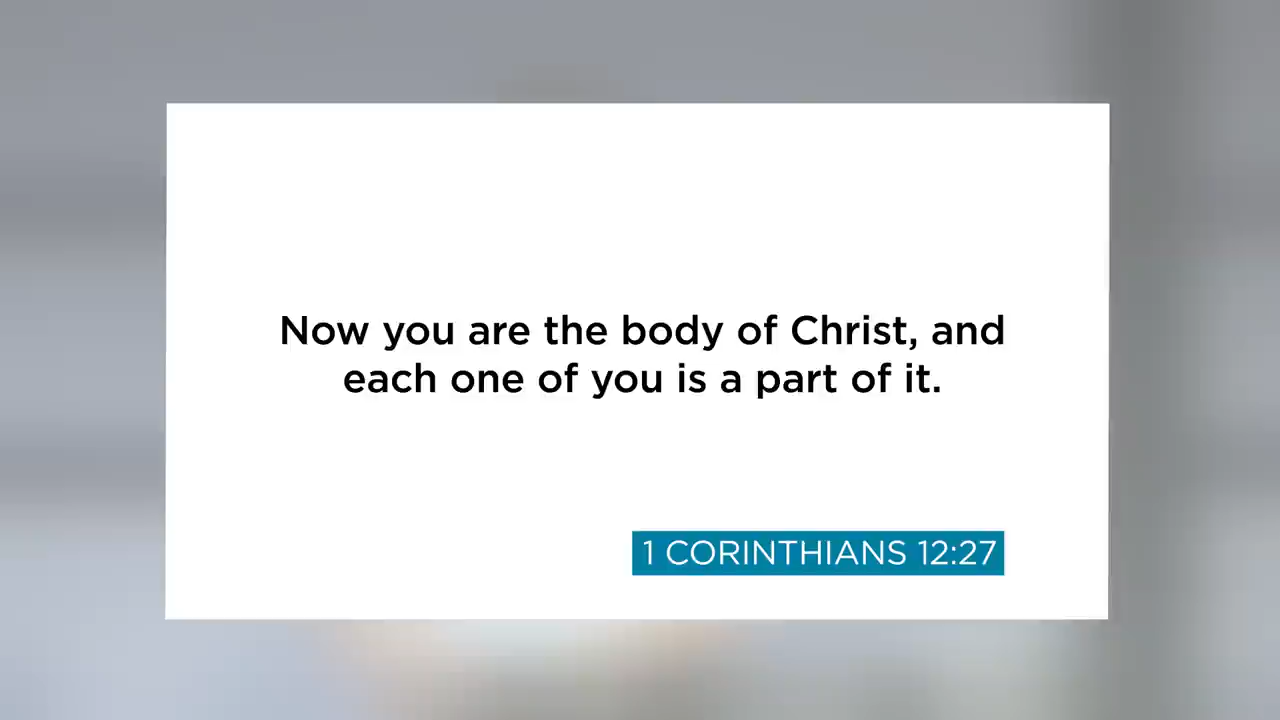 Now you are the body of Christ, and
each one of you is a part of it.
1 CORINTHIANS 12:27